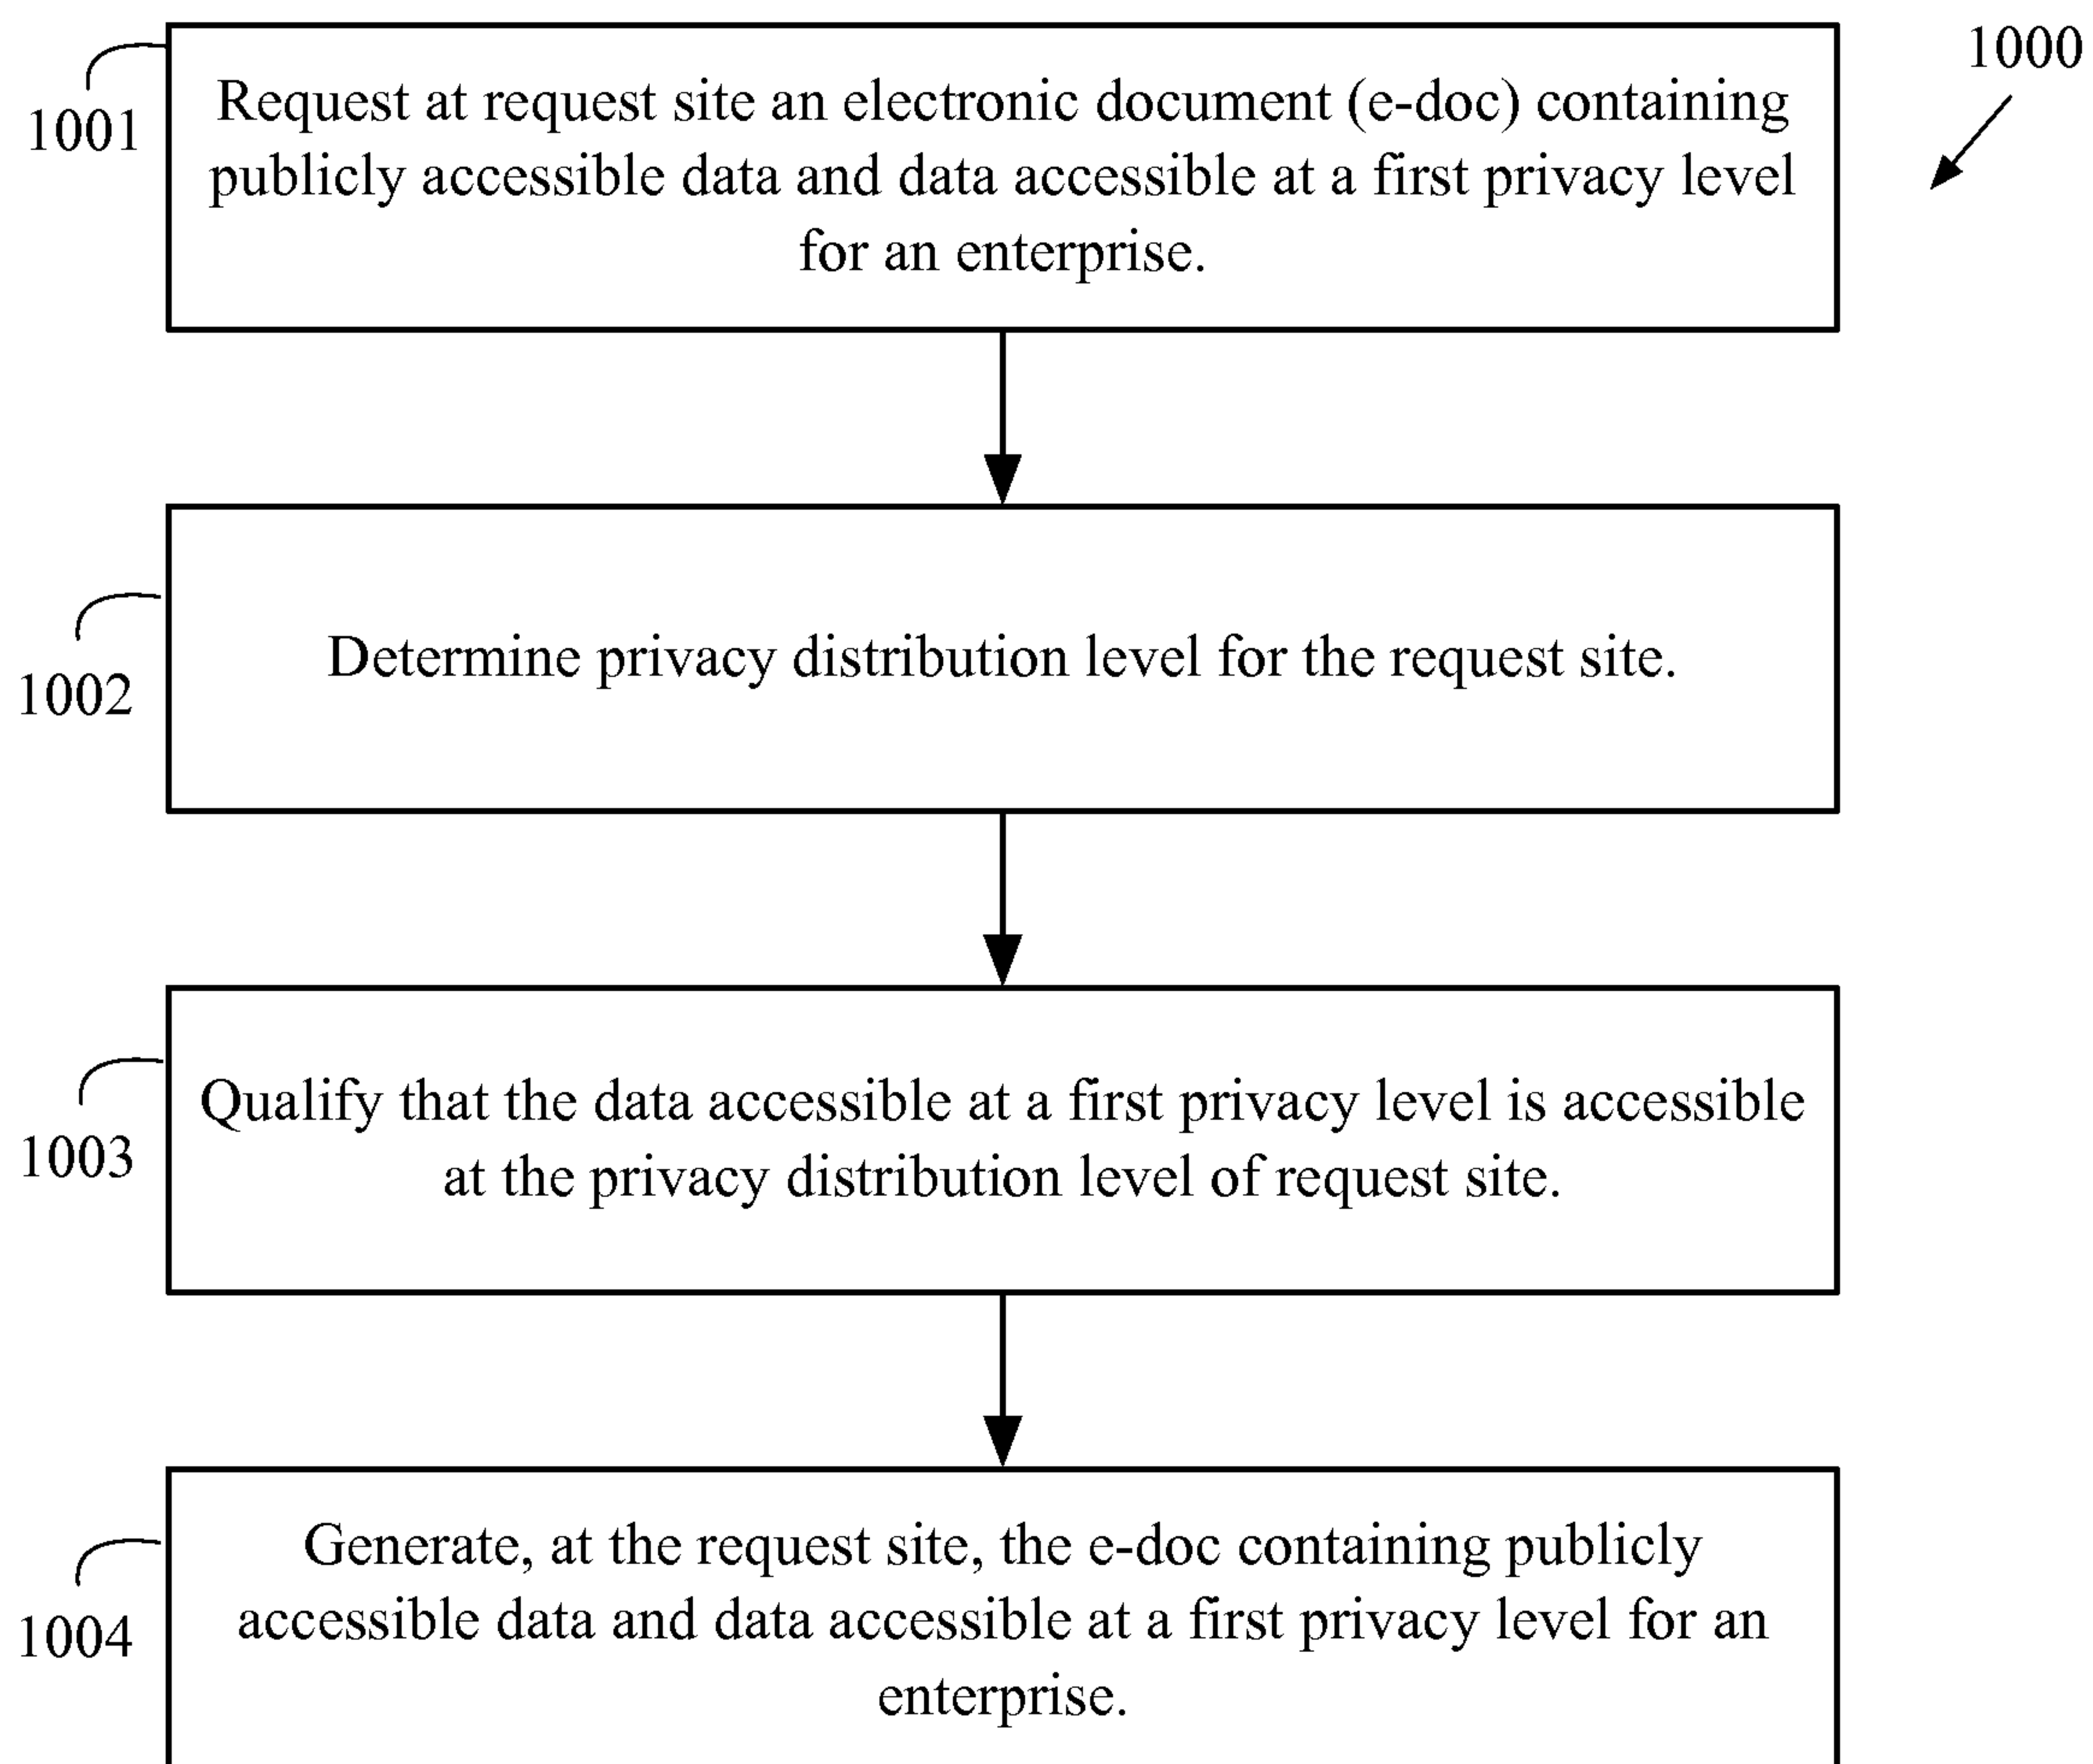 1000
1001
Request at request site an electronic document (e-doc) containing
publicly accessible data and data accessible at a first privacy level
for an enterprise.
1002
Determine privacy distribution level for the request site.
1003
Qualify that the data accessible at a first privacy level is accessible
at the privacy distribution level of request site.
1004
Generate, at the request site, the e-doc containing publicly
accessible data and data accessible at a first privacy level for an
enterprise.